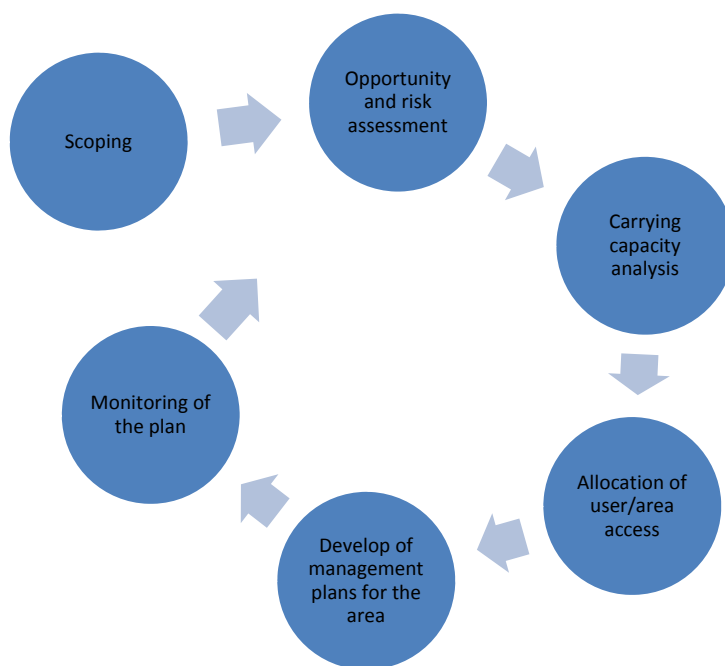 Scoping
Opportunity
and risk
assessment
Carrying
capacity
analysis
Allocation of
user/area
access
Develop of
management
plans for the
area
Monitoring of
the plan